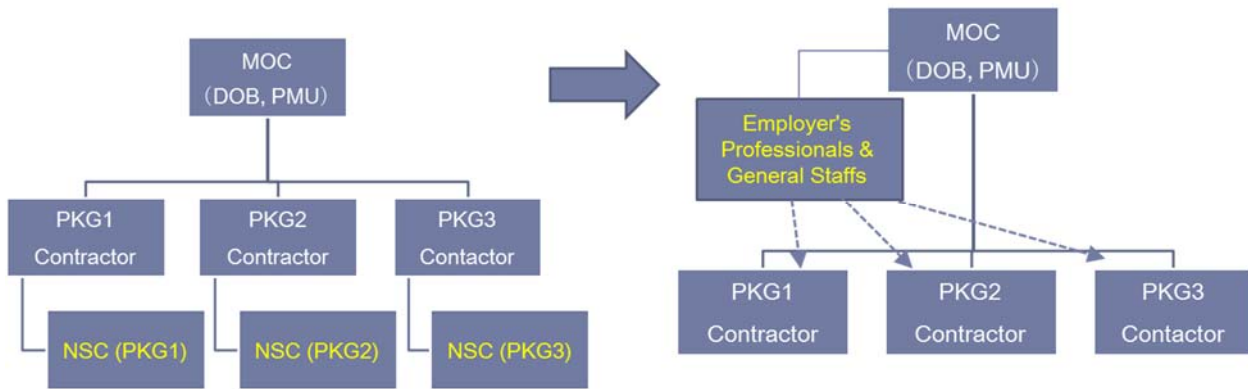 MOC
(DOB, PMU)
PKG1
Contractor
PKG2
Contractor
PKG3
Contactor
NSC (PKG1)
NSC (PKG2)
NSC (PKG3)
MOC
(DOB, PMU)
Employer's
Professionals &
General Staffs
PKG1
Contractor
PKG2
Contractor
PKG3
Contactor